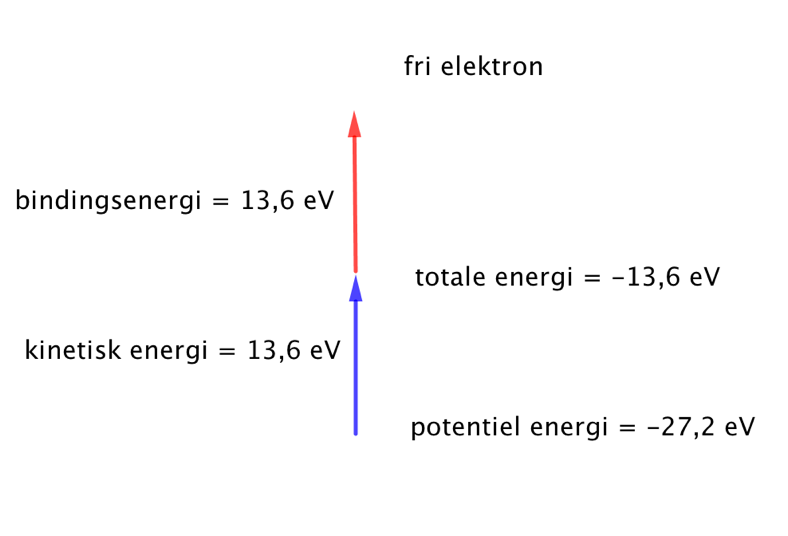 fri elektron
bindingsenergi = 13,6 eV
totale energi = −13,6 eV
kinetisk energi = 13,6 eV
potentiel energi = −27,2 eV